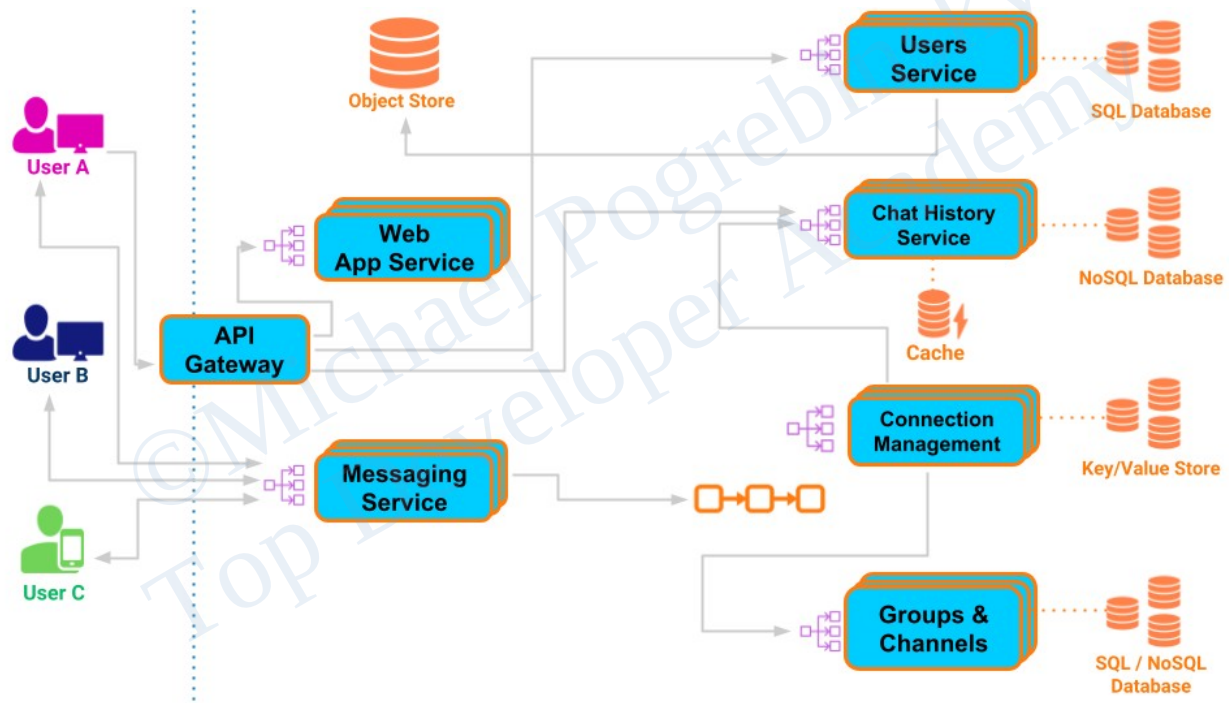 Object Store
Users
Service
SQL Database
User A
Web
App Service
Chat History
Service
NoSQL Database
Cache
API
Gateway
User B
Connection
Management
Key/Value Store
Messaging
Service
User C
Groups &
Channels
SQL / NoSQL
Database
©Michael Pogrebn
Top Developer Academy